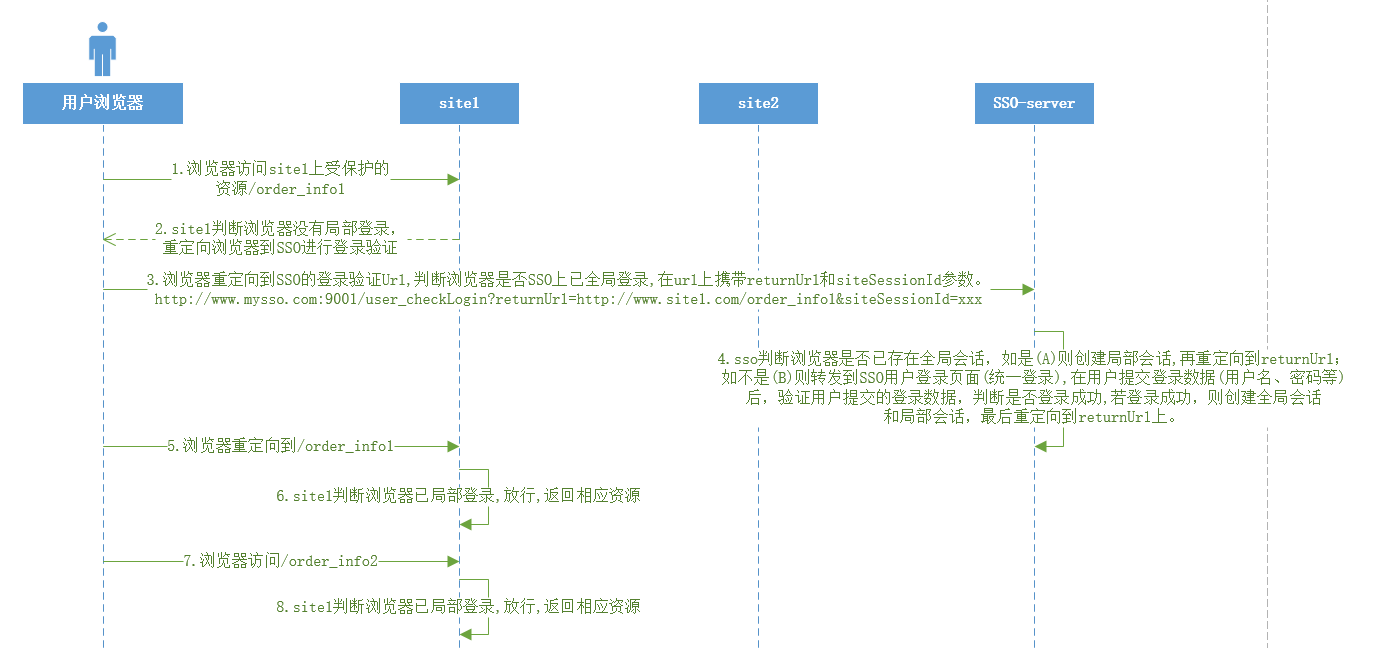 用户浏览器
site1
site2
SSO-server
1.浏览器访问site1上受保护的
资源/order_info1
2.site1判断浏览器没有局部登录，
重定向浏览器到SSO进行登录验证
3.浏览器重定向到SSO的登录验证Url,判断浏览器是否SSO上已全局登录,在url上携带returnUrl和siteSessionId参数。
http://www.mysso.com:9001/user_checkLogin?returnUrl=http://www.site1.com/order_info1&siteSessionId=xxx
4.sso判断浏览器是否已存在全局会话，如是(A)则创建局部会话,再重定向到returnUrl；
如不是(B)则转发到SSO用户登录页面(统一登录),在用户提交登录数据(用户名、密码等)
后，验证用户提交的登录数据，判断是否登录成功,若登录成功，则创建全局会话
和局部会话，最后重定向到returnUrl上。
5.浏览器重定向到/order_info1
6.site1判断浏览器已局部登录,放行,返回相应资源
7.浏览器访问/order_info2
8.site1判断浏览器已局部登录,放行,返回相应资源